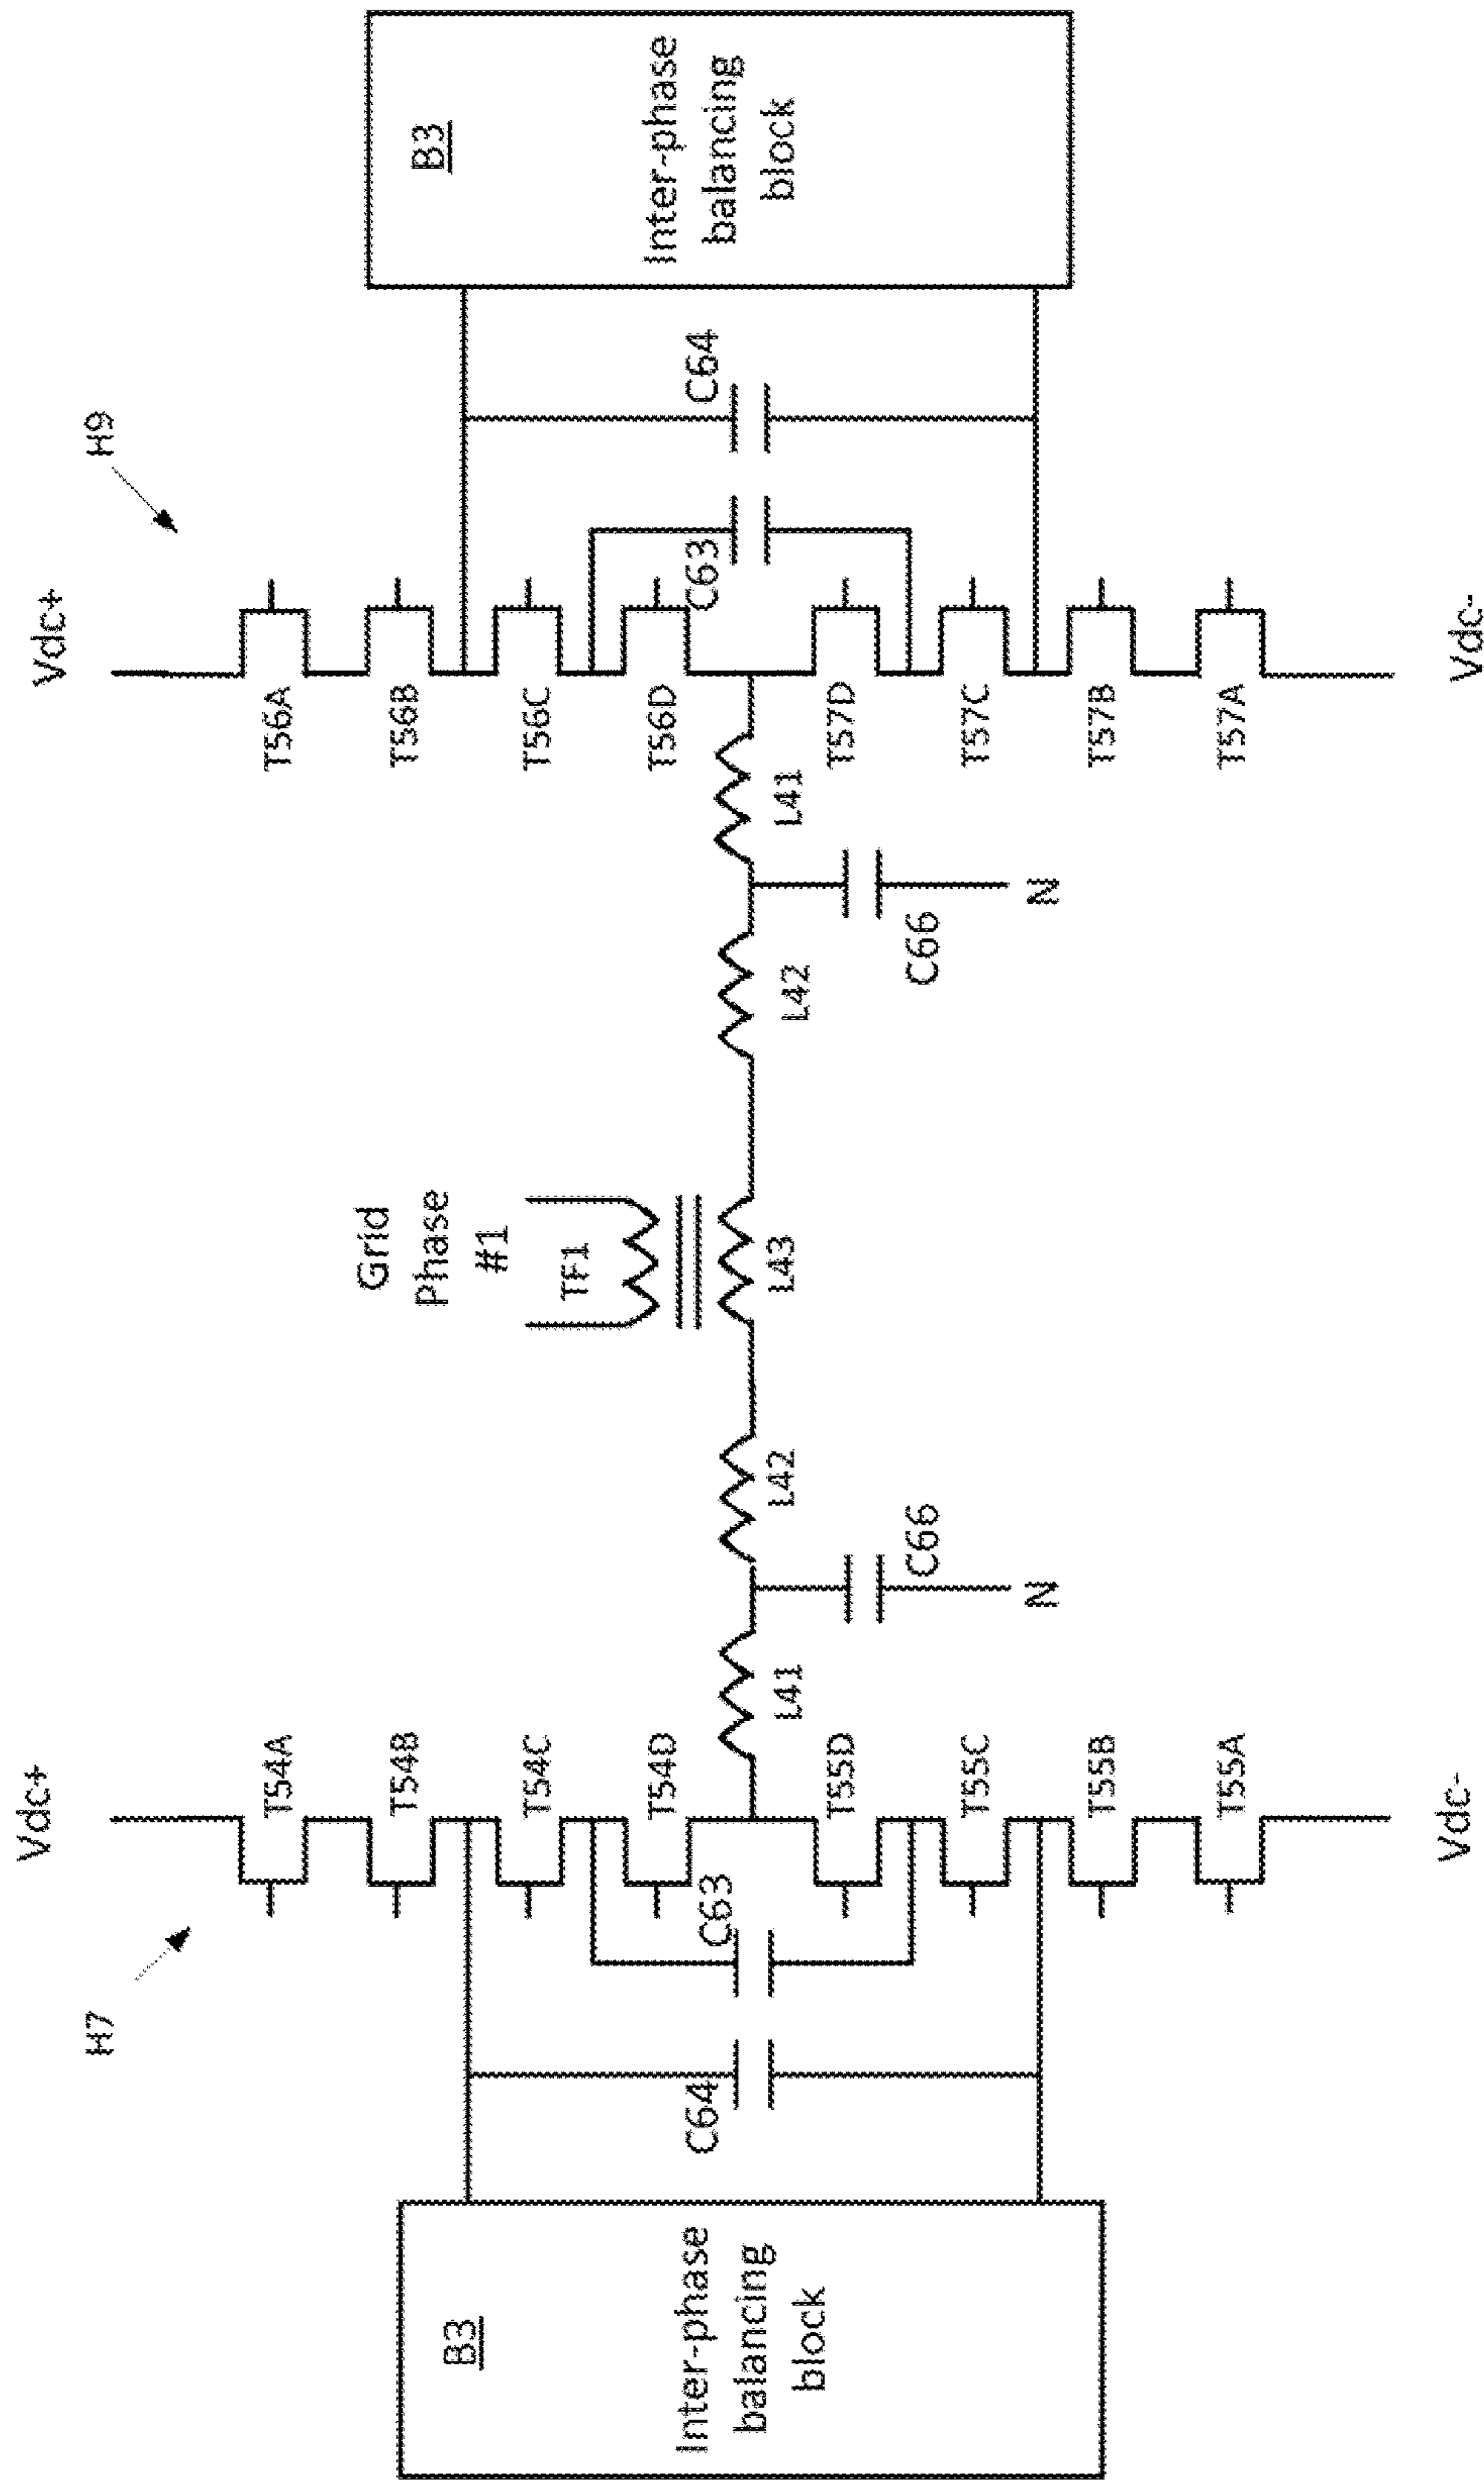 H7
H9
Vdc+
Vdc+
T54A
T54B
T54C
T54D
T55D
T55C
T55B
T55A
Vdc-
C63
C64
B3
Inter-phase
balancing
block
L41
C66
N
L42
Grid
Phase
#1
TF1
L43
L42
C66
N
L41
T56A
T56B
T56C
T56D
T57D
T57C
T57B
T57A
Vdc-
C63
C64
B3
Inter-phase
balancing
block